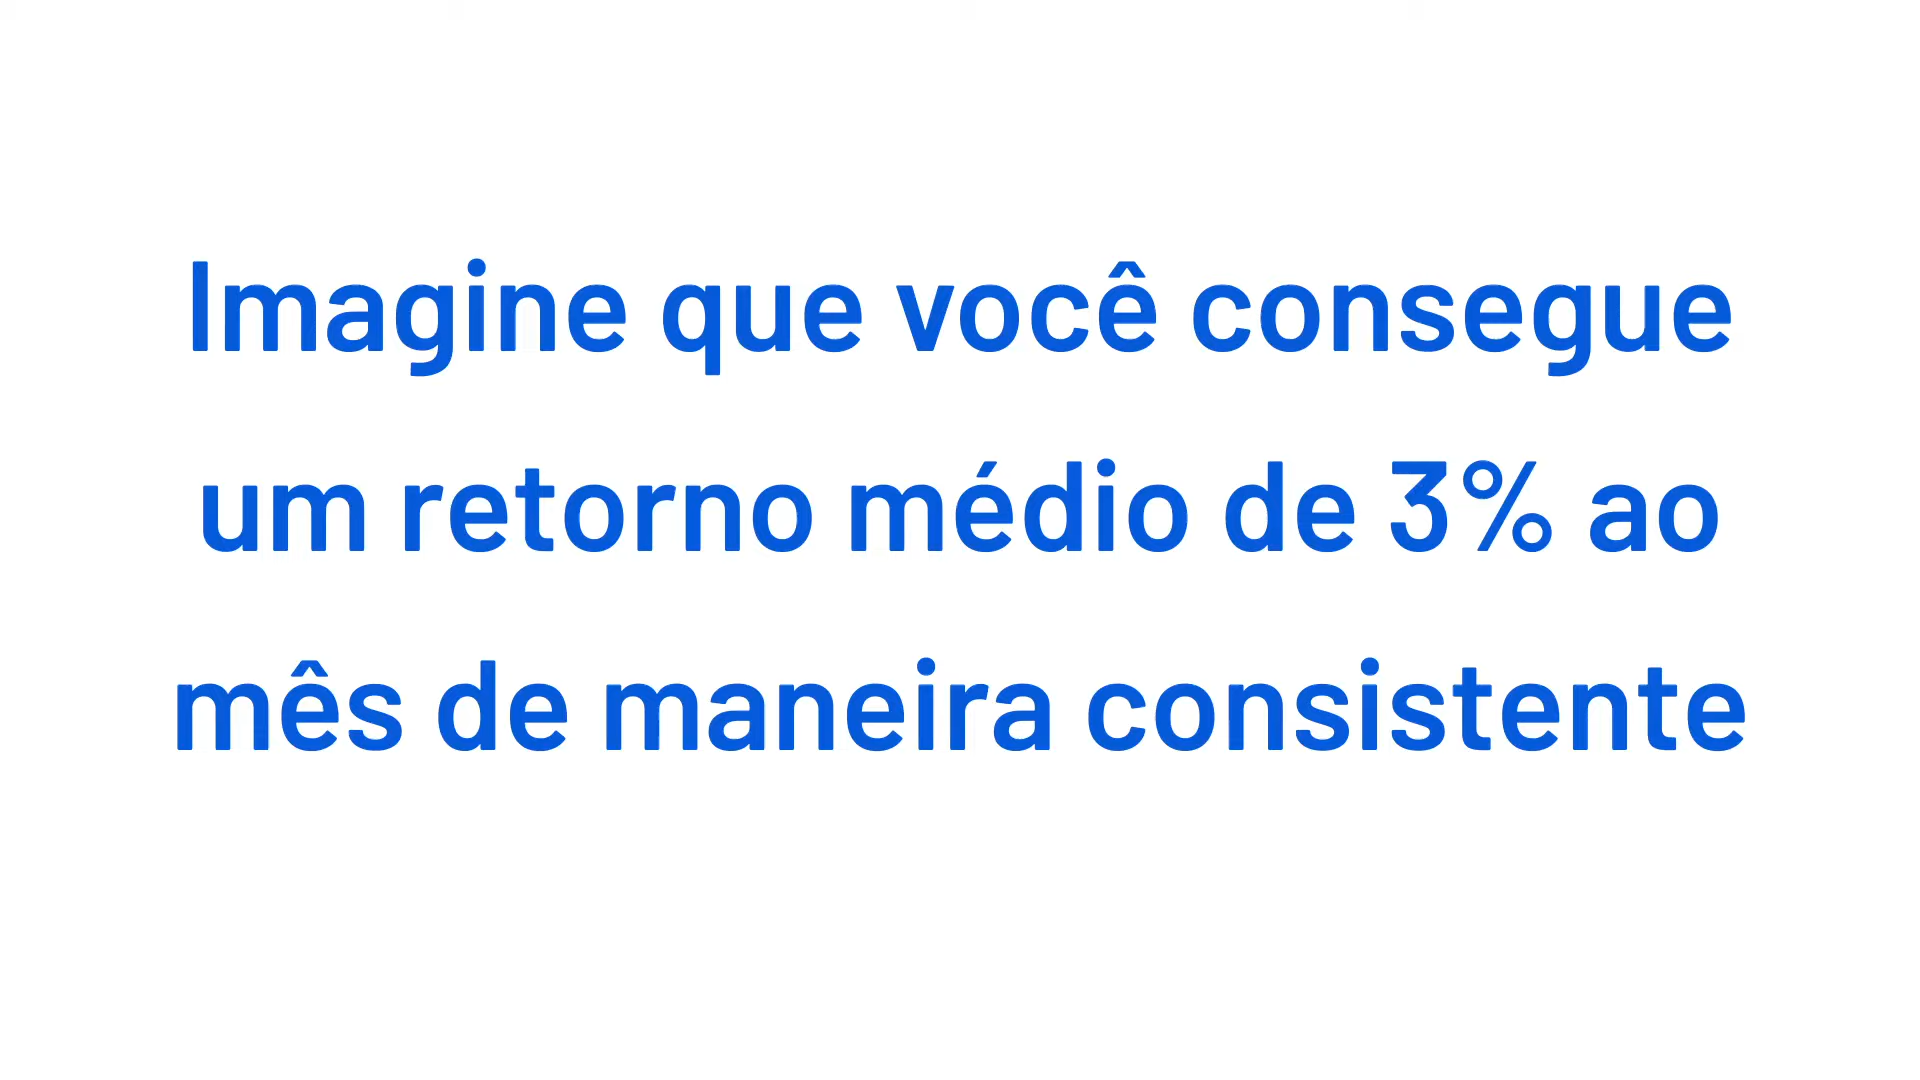 Imagine que você consegue
um retorno médio de 3% ao
mês de maneira consistente